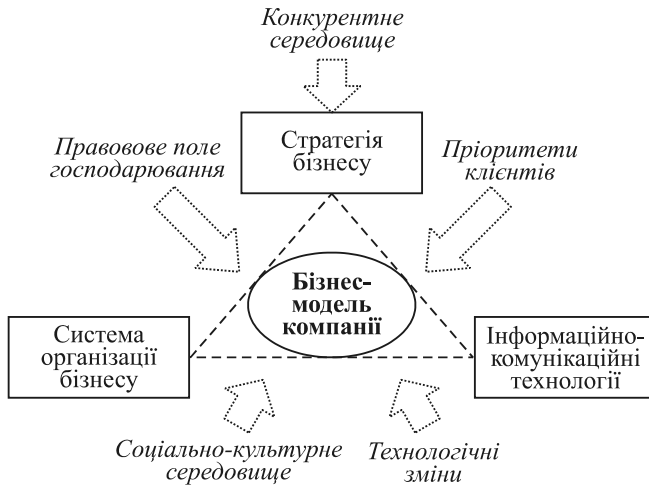 Конкурентне
середовище
Стратегія
бізнесу
Правовове поле
господарювання
Пріоритети
клієнтів
Бізнес-
модель
компанії
Система
організації
бізнесу
Інформаційно-
комунікаційні
технології
Соціально-культурне
середовище
Технологічні
зміни